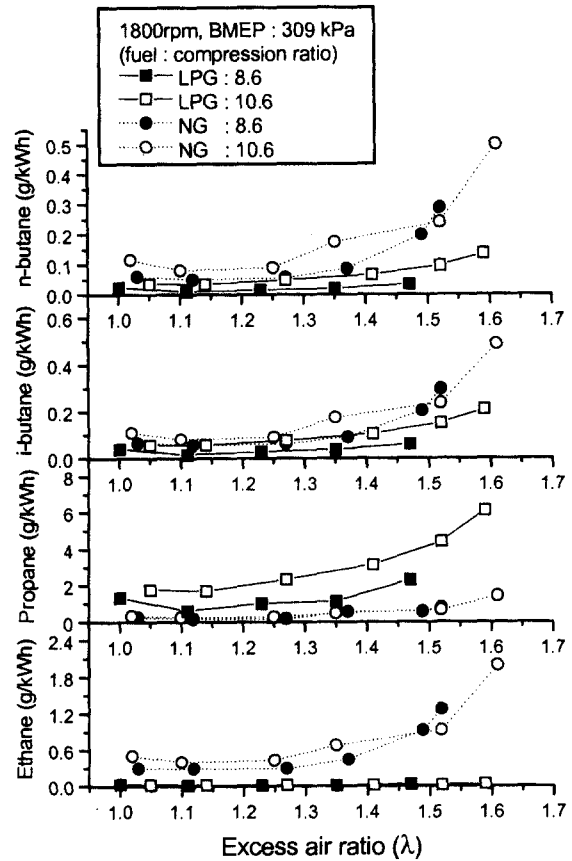 1800rpm, BMEP : 309 kPa
(fuel : compression ratio)
LPG : 8.6
LPG : 10.6
NG : 8.6
NG : 10.6
n-butane (g/kWh)
0.5
0.4
0.3
0.2
0.1
0.0
1.0 1.1 1.2 1.3 1.4 1.5 1.6 1.7
i-butane (g/kWh)
0.6
0.4
0.2
0.0
1.0 1.1 1.2 1.3 1.4 1.5 1.6 1.7
Propane (g/kWh)
8
6
4
2
0
1.0 1.1 1.2 1.3 1.4 1.5 1.6 1.7
Ethane (g/kWh)
2.4
1.8
1.2
0.6
0.0
1.0 1.1 1.2 1.3 1.4 1.5 1.6 1.7
Excess air ratio (λ)